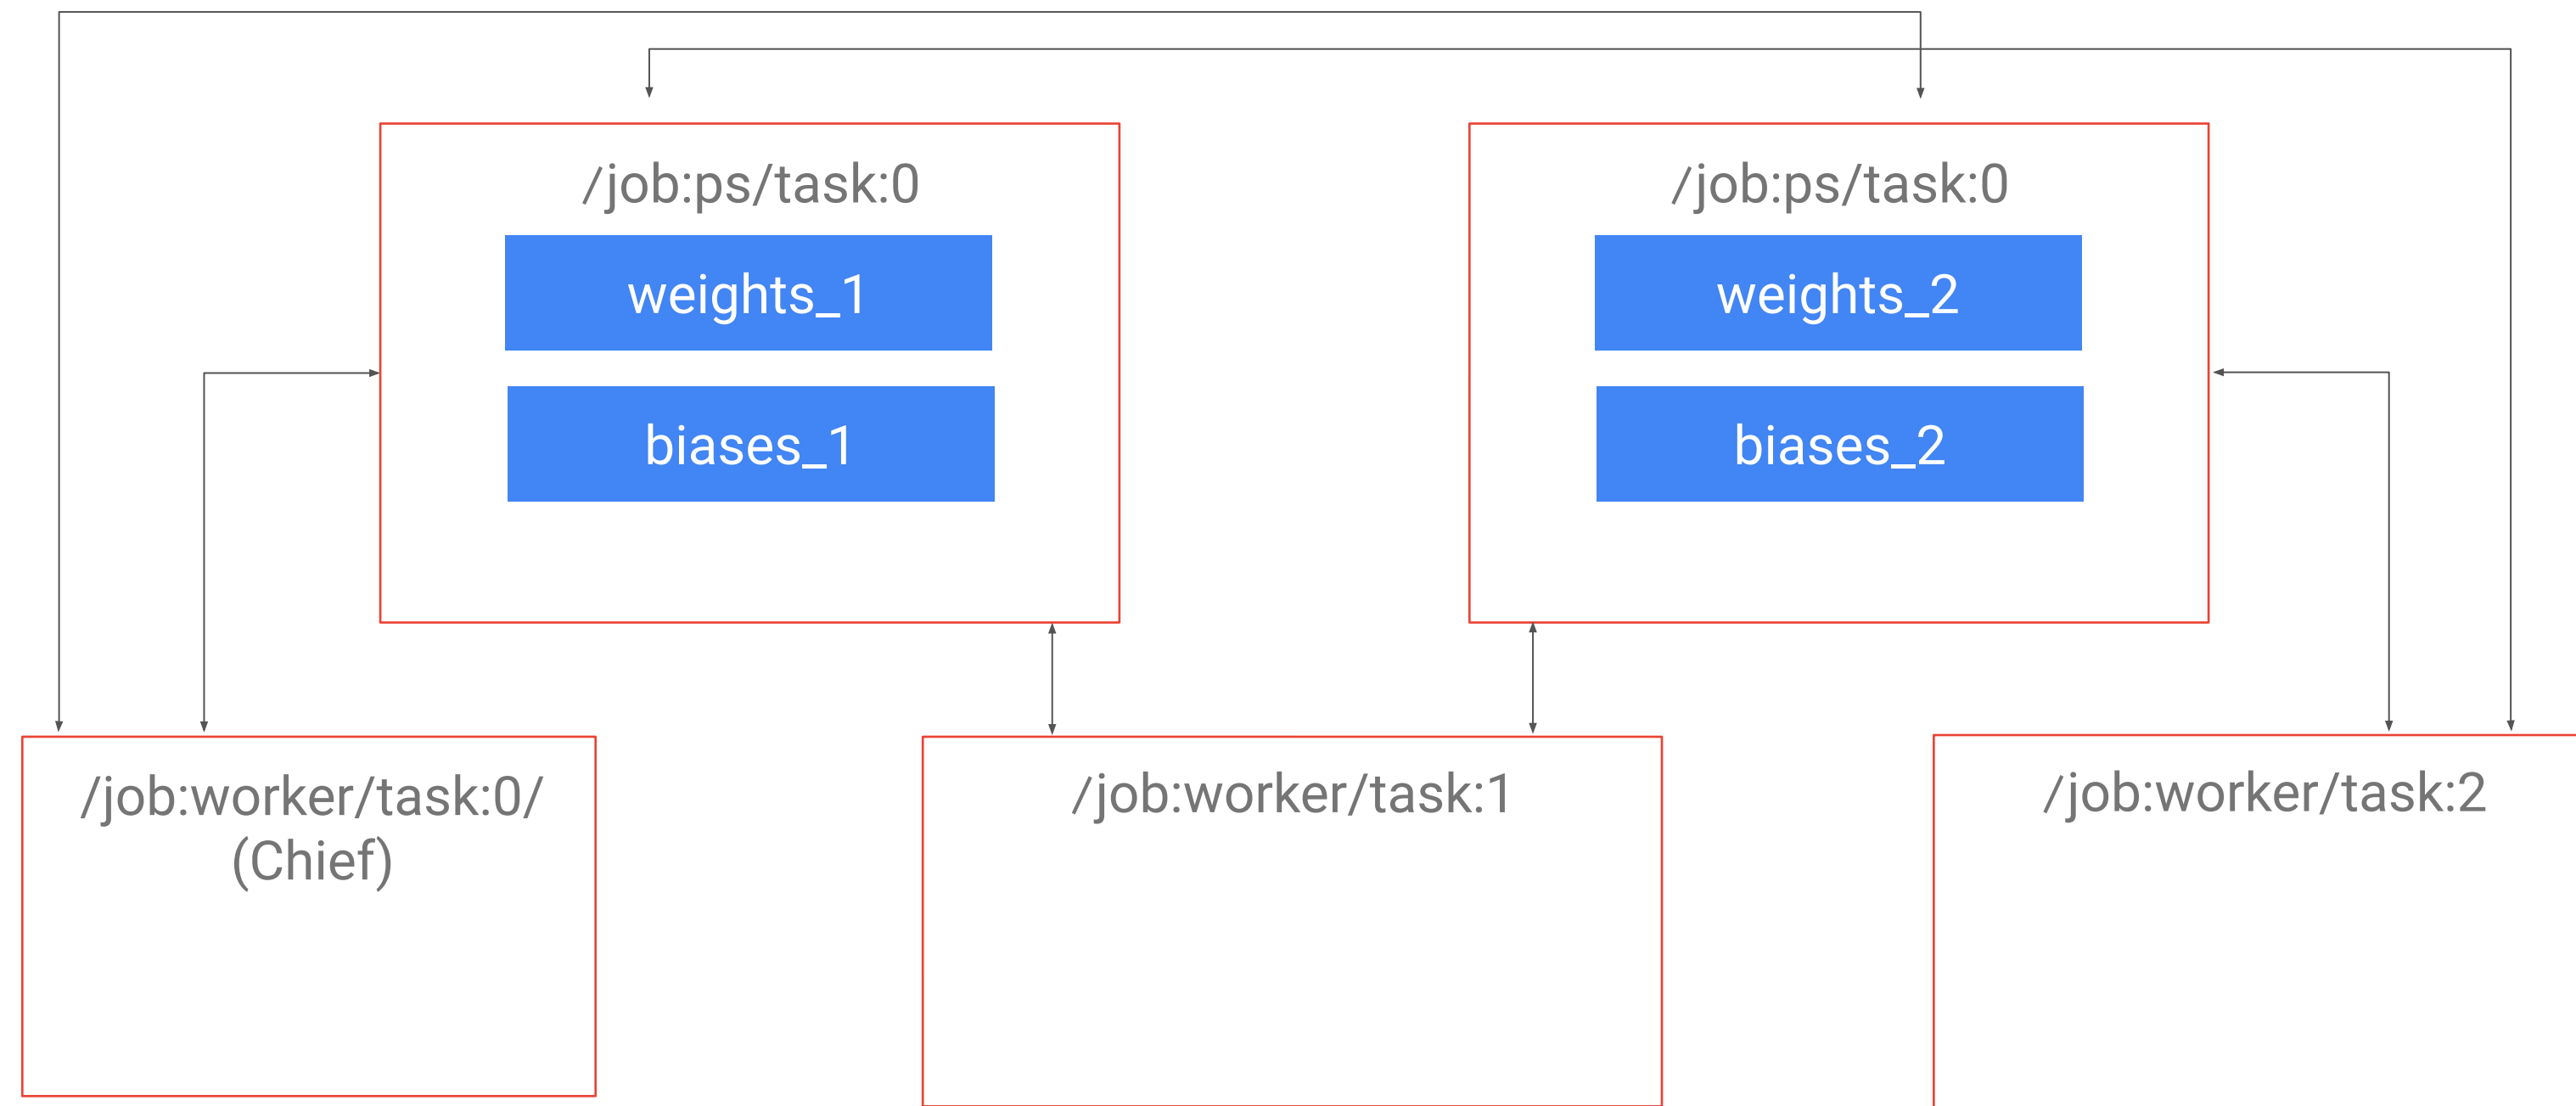 /job:ps/task:0
weights_1
biases_1
/job:ps/task:0
weights_2
biases_2
/job:worker/task:0/
(Chief)
/job:worker/task:1
/job:worker/task:2